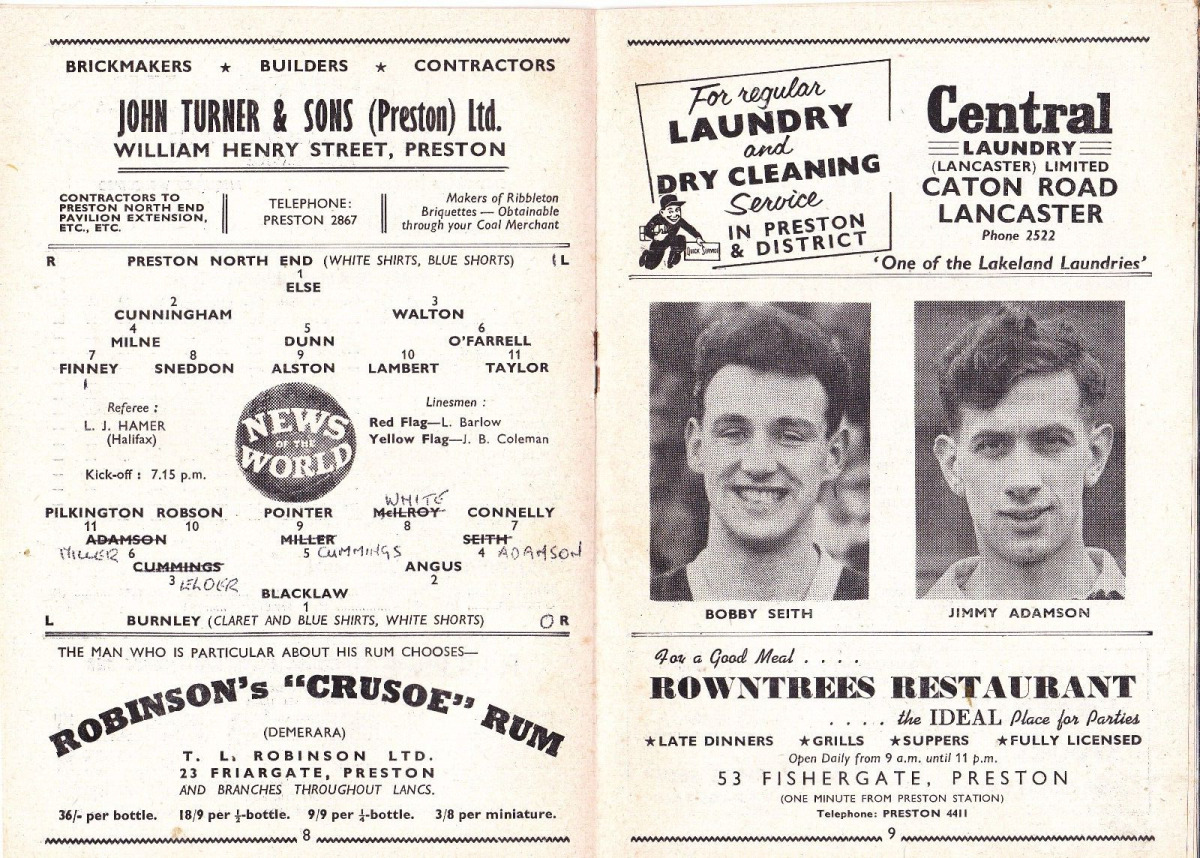 BRICKMAKERS ★ BUILDERS ★ CONTRACTORS
JOHN TURNER & SONS (Preston) Ltd.
WILLIAM HENRY STREET, PRESTON
CONTRACTORS TO
PRESTON NORTH END
PAVILION EXTENSION,
ETC., ETC.
TELEPHONE:
PRESTON 2867
Makers of Ribbleton
Briquettes — Obtainable
through your Coal Merchant
R PRESTON NORTH END (WHITE SHIRTS, BLUE SHORTS) 1 L
1
ELSE
2 3
CUNNINGHAM WALTON
4 5 6
MILNE DUNN O'FARRELL
7 8 9 10 11
FINNEY SNEDDON ALSTON LAMBERT TAYLOR
1
Referee :
L. J. HAMER
(Halifax)
Kick-off : 7.15 p.m.
NEWS
OF THE
WORLD
Linesmen :
Red Flag—L. Barlow
Yellow Flag—J. B. Coleman
WHITE
PILKINGTON ROBSON POINTER McILROY CONNELLY
11 10 9 8 7
ADAMSON MILLER SEITH
MILLER 6 5 CUMMINGS 4 ADAMSON
CUMMINGS ANGUS
3 ELDER 2
BLACKLAW
1
L BURNLEY (CLARET AND BLUE SHIRTS, WHITE SHORTS) 0 R
THE MAN WHO IS PARTICULAR ABOUT HIS RUM CHOOSES—
ROBINSON's "CRUSOE" RUM
(DEMERARA)
T. L. ROBINSON LTD.
23 FRIARGATE, PRESTON
AND BRANCHES THROUGHOUT LANCS.
36/- per bottle. 18/9 per ½-bottle. 9/9 per ¼-bottle. 3/8 per miniature.
8
For regular
LAUNDRY
and
DRY CLEANING
Service
IN PRESTON
& DISTRICT
QUICK SERVICE
Central
LAUNDRY
(LANCASTER) LIMITED
CATON ROAD
LANCASTER
Phone 2522
'One of the Lakeland Laundries'
BOBBY SEITH JIMMY ADAMSON
For a Good Meal . . . .
ROWNTREES RESTAURANT
. . . . the IDEAL Place for Parties
★LATE DINNERS ★GRILLS ★SUPPERS ★FULLY LICENSED
Open Daily from 9 a.m. until 11 p.m.
53 FISHERGATE, PRESTON
(ONE MINUTE FROM PRESTON STATION)
Telephone: PRESTON 4411
9